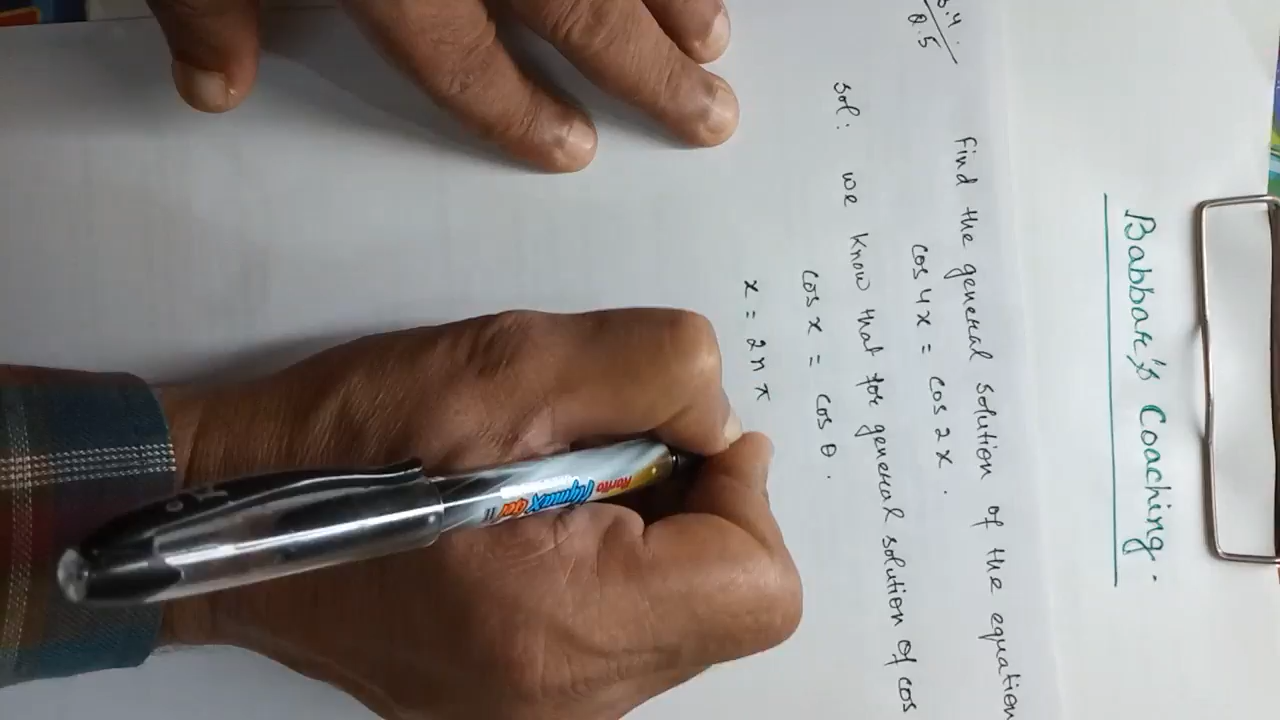 Babbar's Coaching.
Q.5
Find the general solution of the equation
cos 4x = cos 2x.
Sol: we know that for general solution of cos
cos x = cos θ.
x = 2nπ